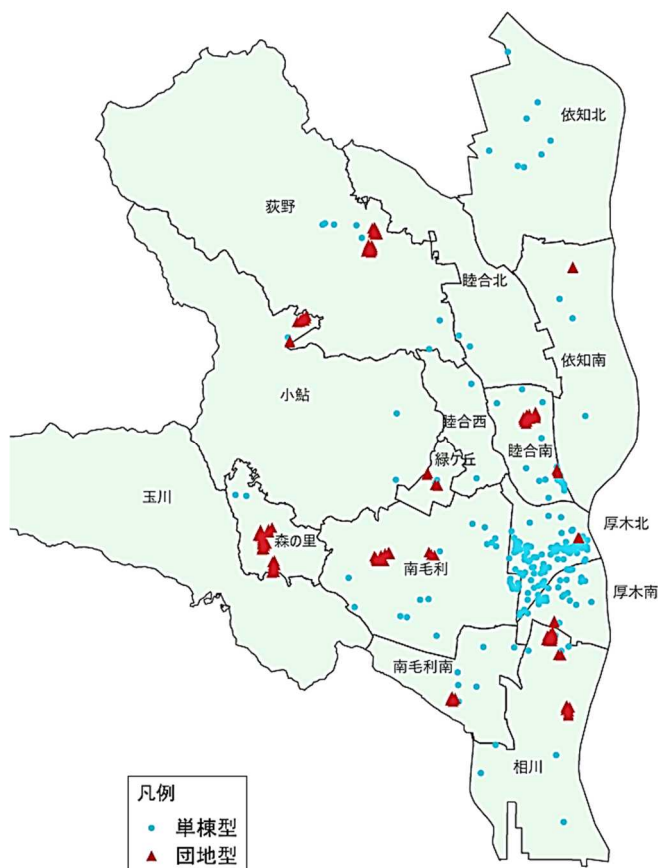 依知北
荻野
睦合北
依知南
小鮎
睦合西
睦合南
緑ケ丘
玉川
厚木北
森の里
南毛利
厚木南
南毛利南
相川
凡例
単棟型
団地型